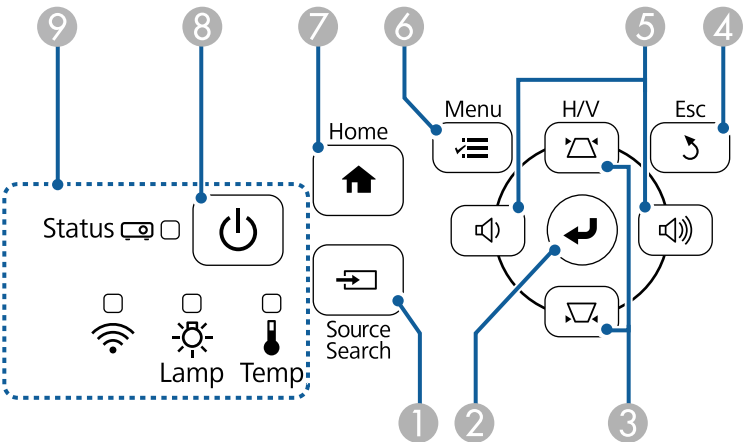 9 8 7 6 5 4
Menu H/V Esc
Home
Status
Source
Search
Lamp Temp
1 2 3